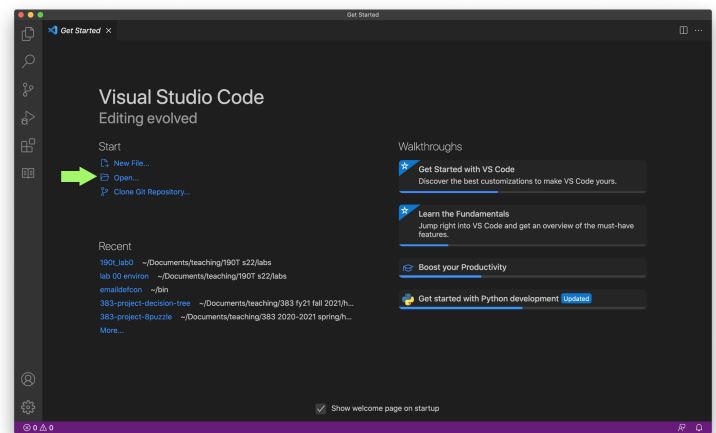 Get Started
Get Started
Visual Studio Code
Editing evolved
Start
New File...
Open...
Clone Git Repository...
Recent
190t_lab0 ~/Documents/teaching/190T s22/labs
lab 00 environ ~/Documents/teaching/190T s22/labs
emaildefcon ~/bin
383-project-decision-tree ~/Documents/teaching/383 fy21 fall 2021/h...
383-project-8puzzle ~/Documents/teaching/383 2020-2021 spring/h...
More...
Walkthroughs
Get Started with VS Code
Discover the best customizations to make VS Code yours.
Learn the Fundamentals
Jump right into VS Code and get an overview of the must-have
features.
Boost your Productivity
Get started with Python development Updated
Show welcome page on startup
0 0